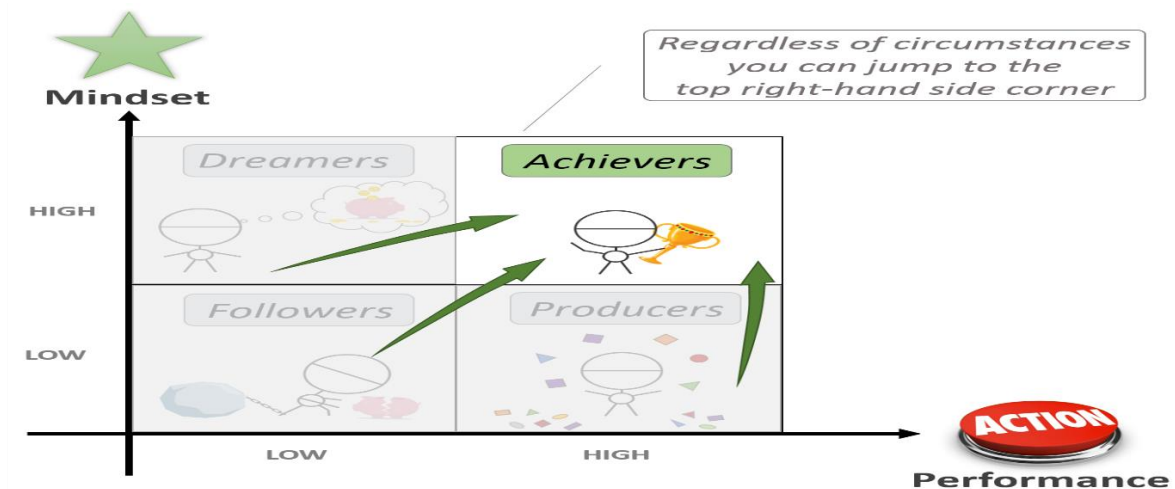 Regardless of circumstances
you can jump to the
top right-hand side corner
Mindset
Dreamers
Achievers
HIGH
Followers
Producers
LOW
ACTION
LOW
HIGH
Performance